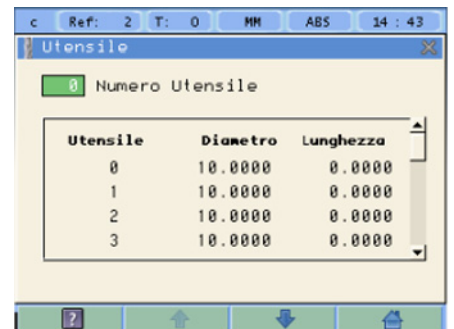 c Ref: 2 T: 0 MM ABS 14 : 43
Utensile
0 Numero Utensile
Utensile Diametro Lunghezza
0 10.0000 0.0000
1 10.0000 0.0000
2 10.0000 0.0000
3 10.0000 0.0000
?